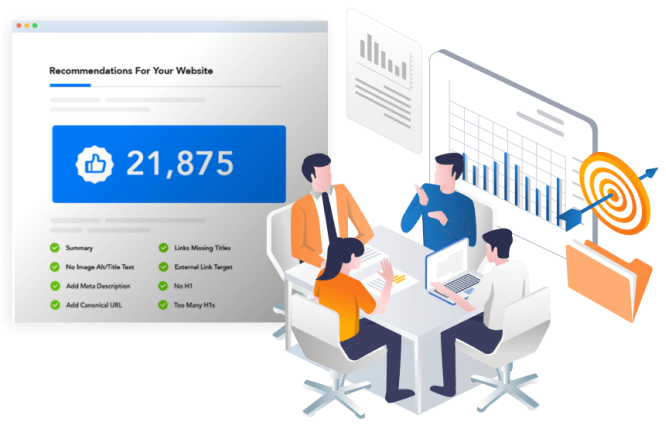 Recommendations For Your Website
21,875
Summary
Links Missing Titles
No Image Alt/Title Text
External Link Target
Add Meta Description
No H1
Add Canonical URL
Too Many H1s